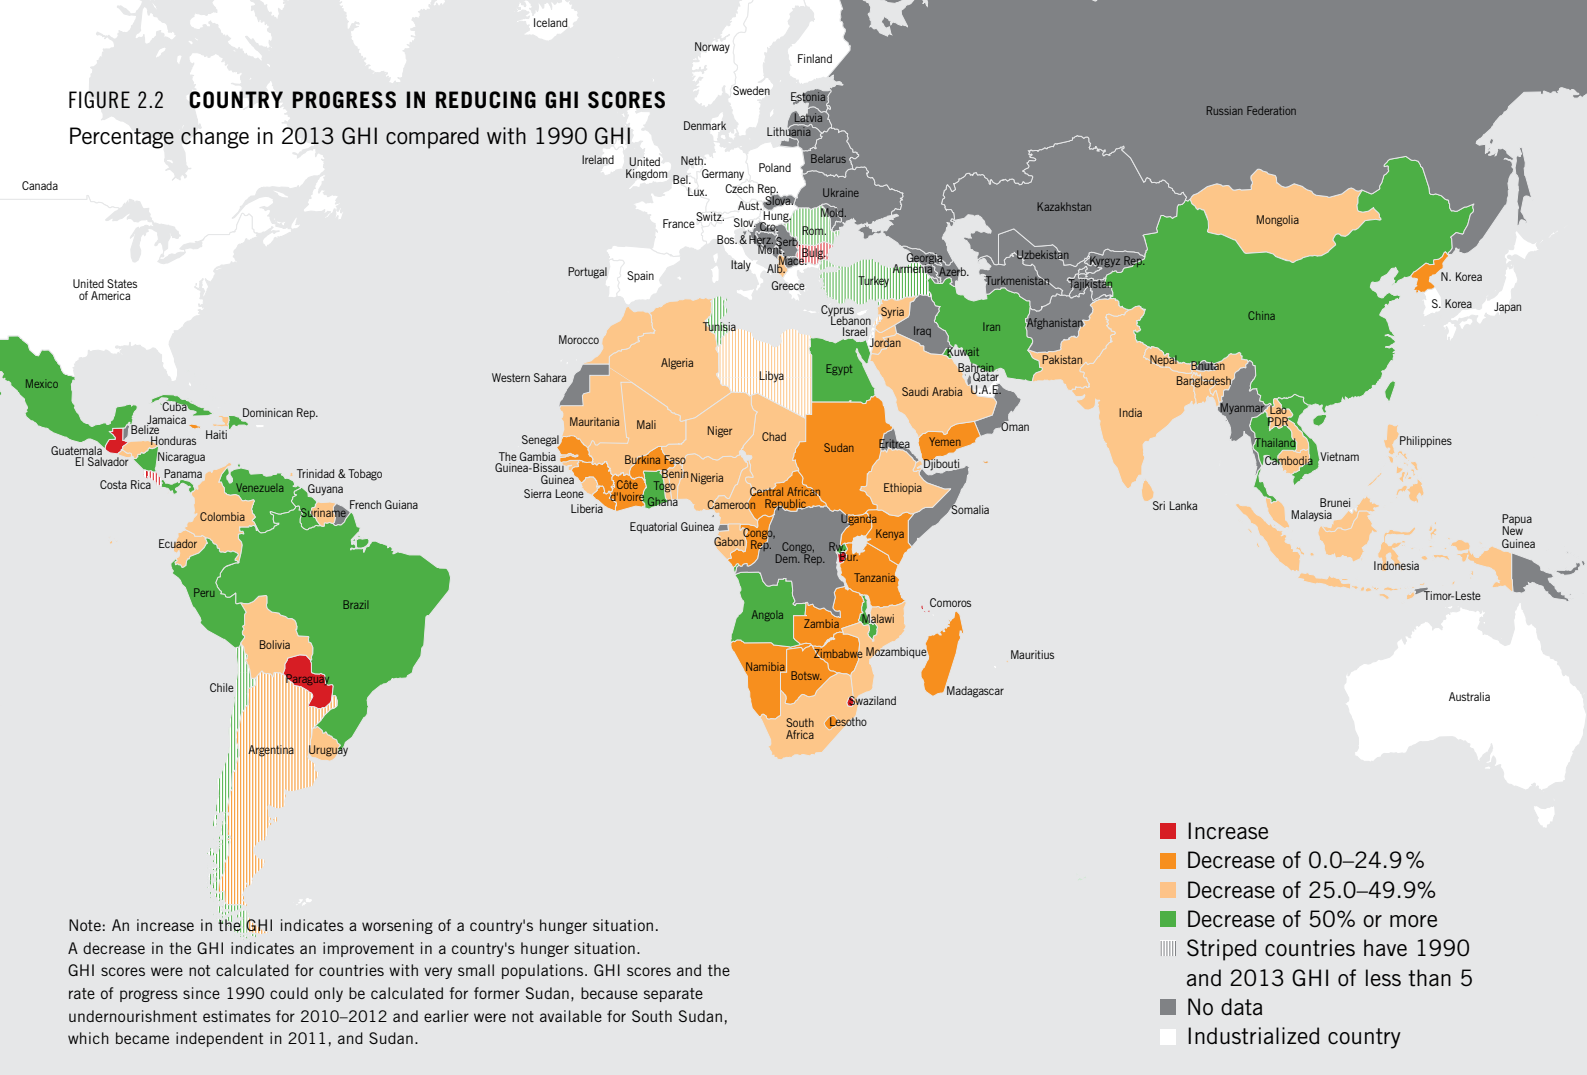 FIGURE 2.2 COUNTRY PROGRESS IN REDUCING GHI SCORES
Percentage change in 2013 GHI compared with 1990 GHI
Iceland
Norway
Finland
Sweden
Estonia
Latvia
Lithuania
Denmark
Russian Federation
Ireland
United
Kingdom
Neth.
Bel.
Lux.
Germany
Poland
Belarus
Czech Rep.
Ukraine
Slova.
Aust.
Hung.
Mold.
France
Switz.
Slov.
Cro.
Rom.
Bos. & Herz.
Serb.
Mont.
Bulg.
Mace.
Alb.
Italy
Greece
Portugal
Spain
Canada
United States
of America
Kazakhstan
Mongolia
Georgia
Armenia
Azerb.
Uzbekistan
Kyrgyz Rep.
Turkmenistan
Tajikistan
Turkey
N. Korea
S. Korea
Japan
China
Cyprus
Lebanon
Israel
Syria
Iraq
Iran
Afghanistan
Jordan
Kuwait
Bahrain
Qatar
U.A.E.
Pakistan
Nepal
Bhutan
Bangladesh
India
Myanmar
Lao
PDR
Thailand
Cambodia
Vietnam
Philippines
Sri Lanka
Brunei
Malaysia
Indonesia
Papua
New
Guinea
Timor-Leste
Australia
Saudi Arabia
Oman
Yemen
Tunisia
Morocco
Algeria
Libya
Egypt
Western Sahara
Mauritania
Mali
Niger
Chad
Sudan
Eritrea
Djibouti
Senegal
The Gambia
Guinea-Bissau
Guinea
Sierra Leone
Liberia
Burkina Faso
Côte
d'Ivoire
Benin
Togo
Ghana
Nigeria
Cameroon
Central African
Republic
Ethiopia
Somalia
Equatorial Guinea
Gabon
Congo,
Rep.
Congo,
Dem. Rep.
Uganda
Kenya
Rw.
Bur.
Tanzania
Comoros
Angola
Zambia
Malawi
Mozambique
Zimbabwe
Namibia
Botsw.
Madagascar
Mauritius
Swaziland
Lesotho
South
Africa
Mexico
Cuba
Jamaica
Belize
Honduras
Haiti
Dominican Rep.
Guatemala
El Salvador
Nicaragua
Panama
Costa Rica
Trinidad & Tobago
Guyana
French Guiana
Suriname
Venezuela
Colombia
Ecuador
Peru
Brazil
Bolivia
Paraguay
Chile
Argentina
Uruguay
Increase
Decrease of 0.0–24.9%
Decrease of 25.0–49.9%
Decrease of 50% or more
Striped countries have 1990
and 2013 GHI of less than 5
No data
Industrialized country
Note: An increase in the GHI indicates a worsening of a country's hunger situation.
A decrease in the GHI indicates an improvement in a country's hunger situation.
GHI scores were not calculated for countries with very small populations. GHI scores and the
rate of progress since 1990 could only be calculated for former Sudan, because separate
undernourishment estimates for 2010–2012 and earlier were not available for South Sudan,
which became independent in 2011, and Sudan.